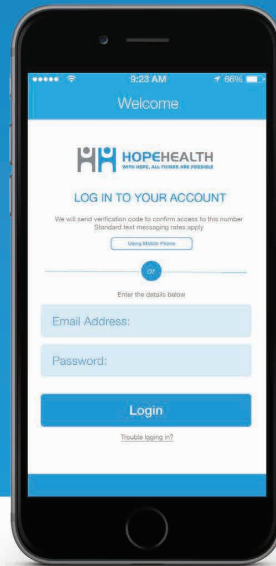 9:23 AM
66%
Welcome
HOPEHEALTH
WITH HOPE, ALL THINGS ARE POSSIBLE
LOG IN TO YOUR ACCOUNT
We will send verification code to confirm access to this number
Standard text messaging rates apply
Using Mobile Phone
or
Enter the details below
Email Address:
Password:
Login
Trouble loging in?